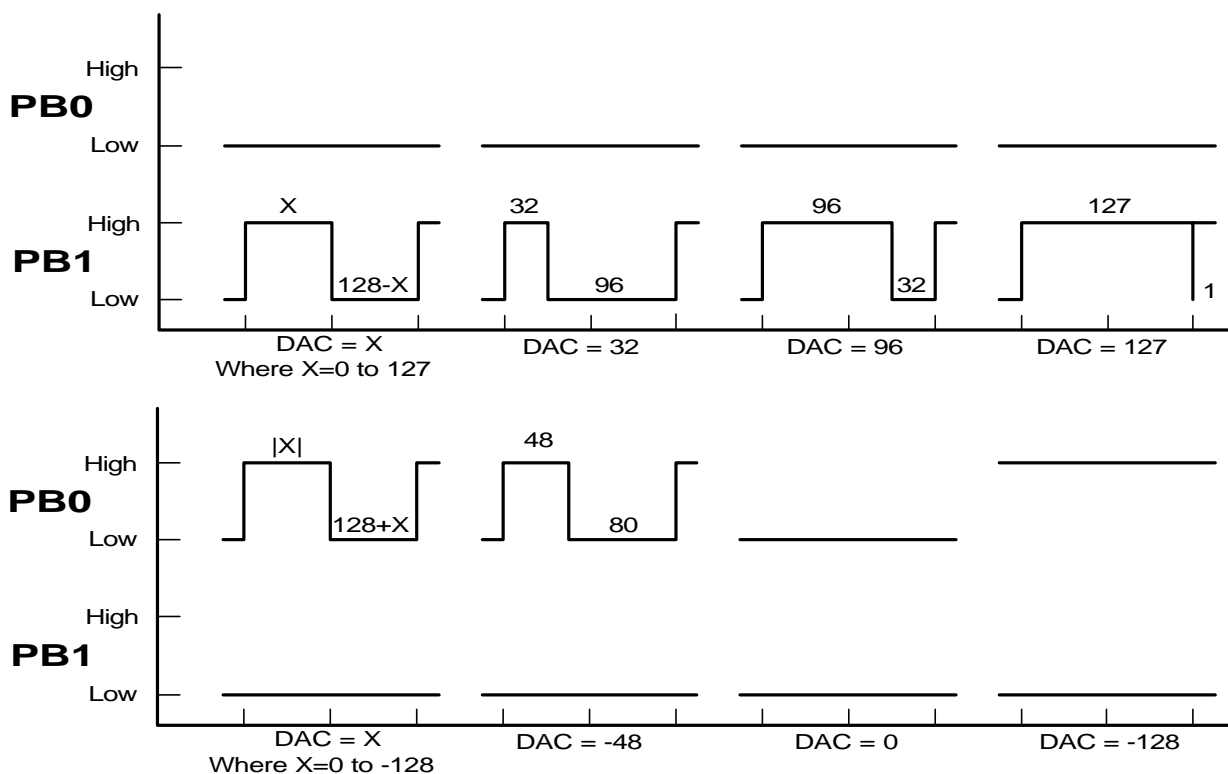 High
PB0
Low
X 32 96 127
High
PB1
128-X 96 32 1
Low
DAC = X DAC = 32 DAC = 96 DAC = 127
Where X=0 to 127
|X| 48
High
PB0
128+X 80
Low
High
PB1
Low
DAC = X DAC = -48 DAC = 0 DAC = -128
Where X=0 to -128